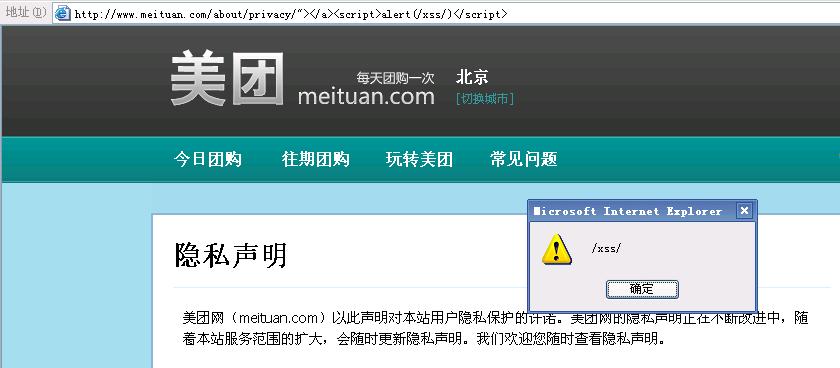 地址(D) http://www.meituan.com/about/privacy/"></a><script>alert(/xss/)</script>
美团 每天团购一次 北京
meituan.com [切换城市]
今日团购 往期团购 玩转美团 常见问题
Microsoft Internet Explorer
/xss/
确定
隐私声明
美团网（meituan.com）以此声明对本站用户隐私保护的许诺。美团网的隐私声明正在不断改进中，随
着本站服务范围的扩大，会随时更新隐私声明。我们欢迎您随时查看隐私声明。